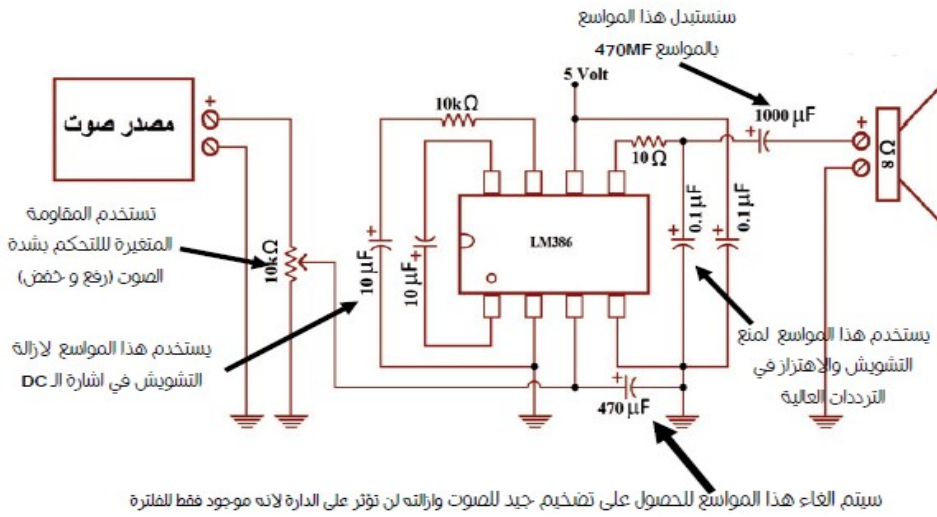 سنستبدل هذا المواسع
بالمواسع 470MF
5 Volt
1000 µF
+
10kΩ
مصدر صوت
+
+
10Ω
8 Ω
تستخدم المقاومة
المتغيرة لللتحكم بشدة
الصوت (رفع و خفض)
10kΩ
+
10 µF
+
10 µF
LM386
+
0.1 µF
+
0.1 µF
يستخدم هذا المواسع لازالة
التشويش في اشارة الـ DC
يستخدم هذا المواسع لمنع
التشويش والاهتزاز في
الترددات العالية
+
470 µF
سيتم الغاء هذا المواسع للحصول على تضخيم جيد للصوت وازالته لن تؤثر على الدارة لانه موجود فقط للفلترة